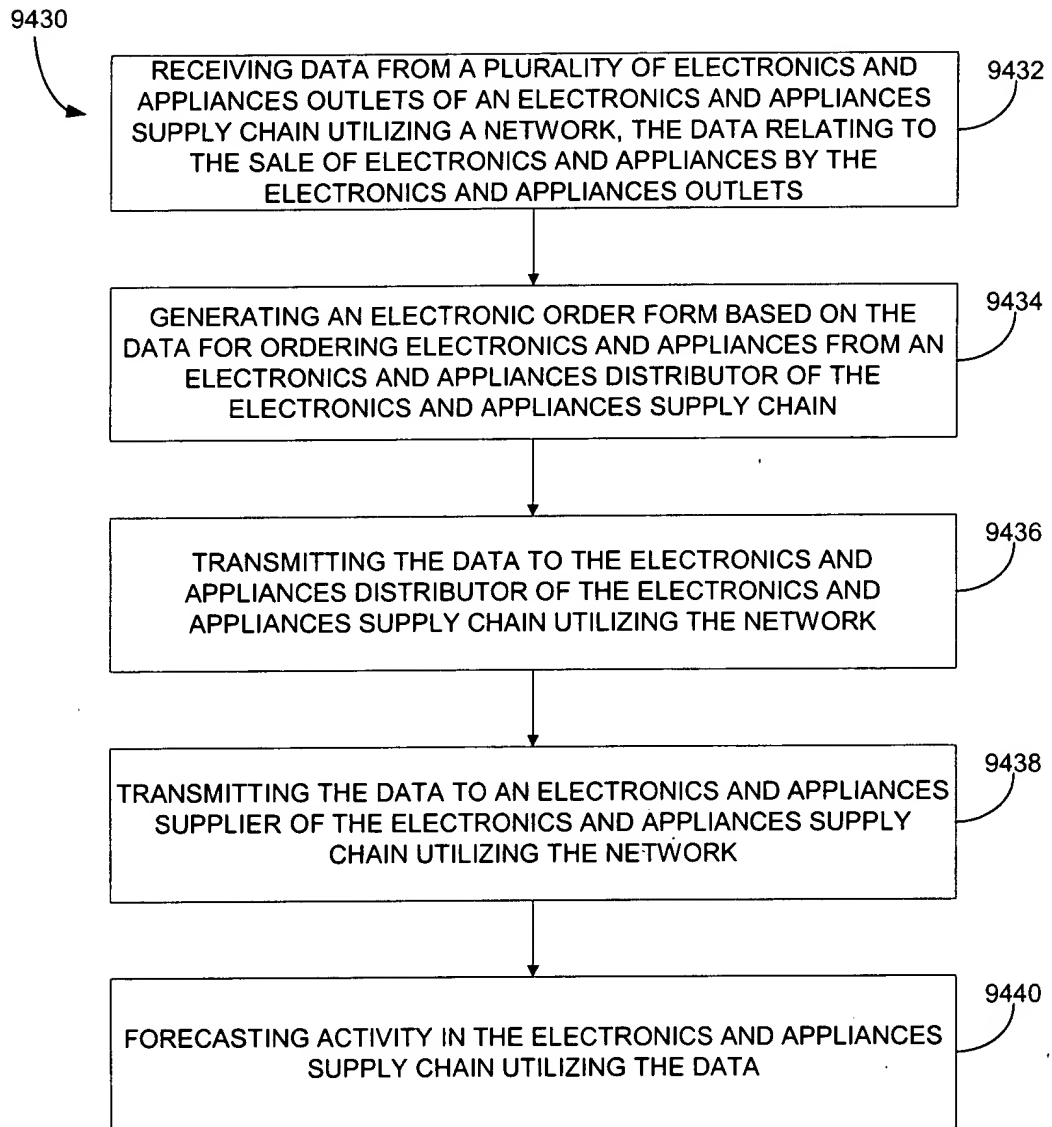 9430
RECEIVING DATA FROM A PLURALITY OF ELECTRONICS AND
APPLIANCES OUTLETS OF AN ELECTRONICS AND APPLIANCES
SUPPLY CHAIN UTILIZING A NETWORK, THE DATA RELATING TO
THE SALE OF ELECTRONICS AND APPLIANCES BY THE
ELECTRONICS AND APPLIANCES OUTLETS
9432
GENERATING AN ELECTRONIC ORDER FORM BASED ON THE
DATA FOR ORDERING ELECTRONICS AND APPLIANCES FROM AN
ELECTRONICS AND APPLIANCES DISTRIBUTOR OF THE
ELECTRONICS AND APPLIANCES SUPPLY CHAIN
9434
TRANSMITTING THE DATA TO THE ELECTRONICS AND
APPLIANCES DISTRIBUTOR OF THE ELECTRONICS AND
APPLIANCES SUPPLY CHAIN UTILIZING THE NETWORK
9436
TRANSMITTING THE DATA TO AN ELECTRONICS AND APPLIANCES
SUPPLIER OF THE ELECTRONICS AND APPLIANCES SUPPLY
CHAIN UTILIZING THE NETWORK
9438
FORECASTING ACTIVITY IN THE ELECTRONICS AND APPLIANCES
SUPPLY CHAIN UTILIZING THE DATA
9440